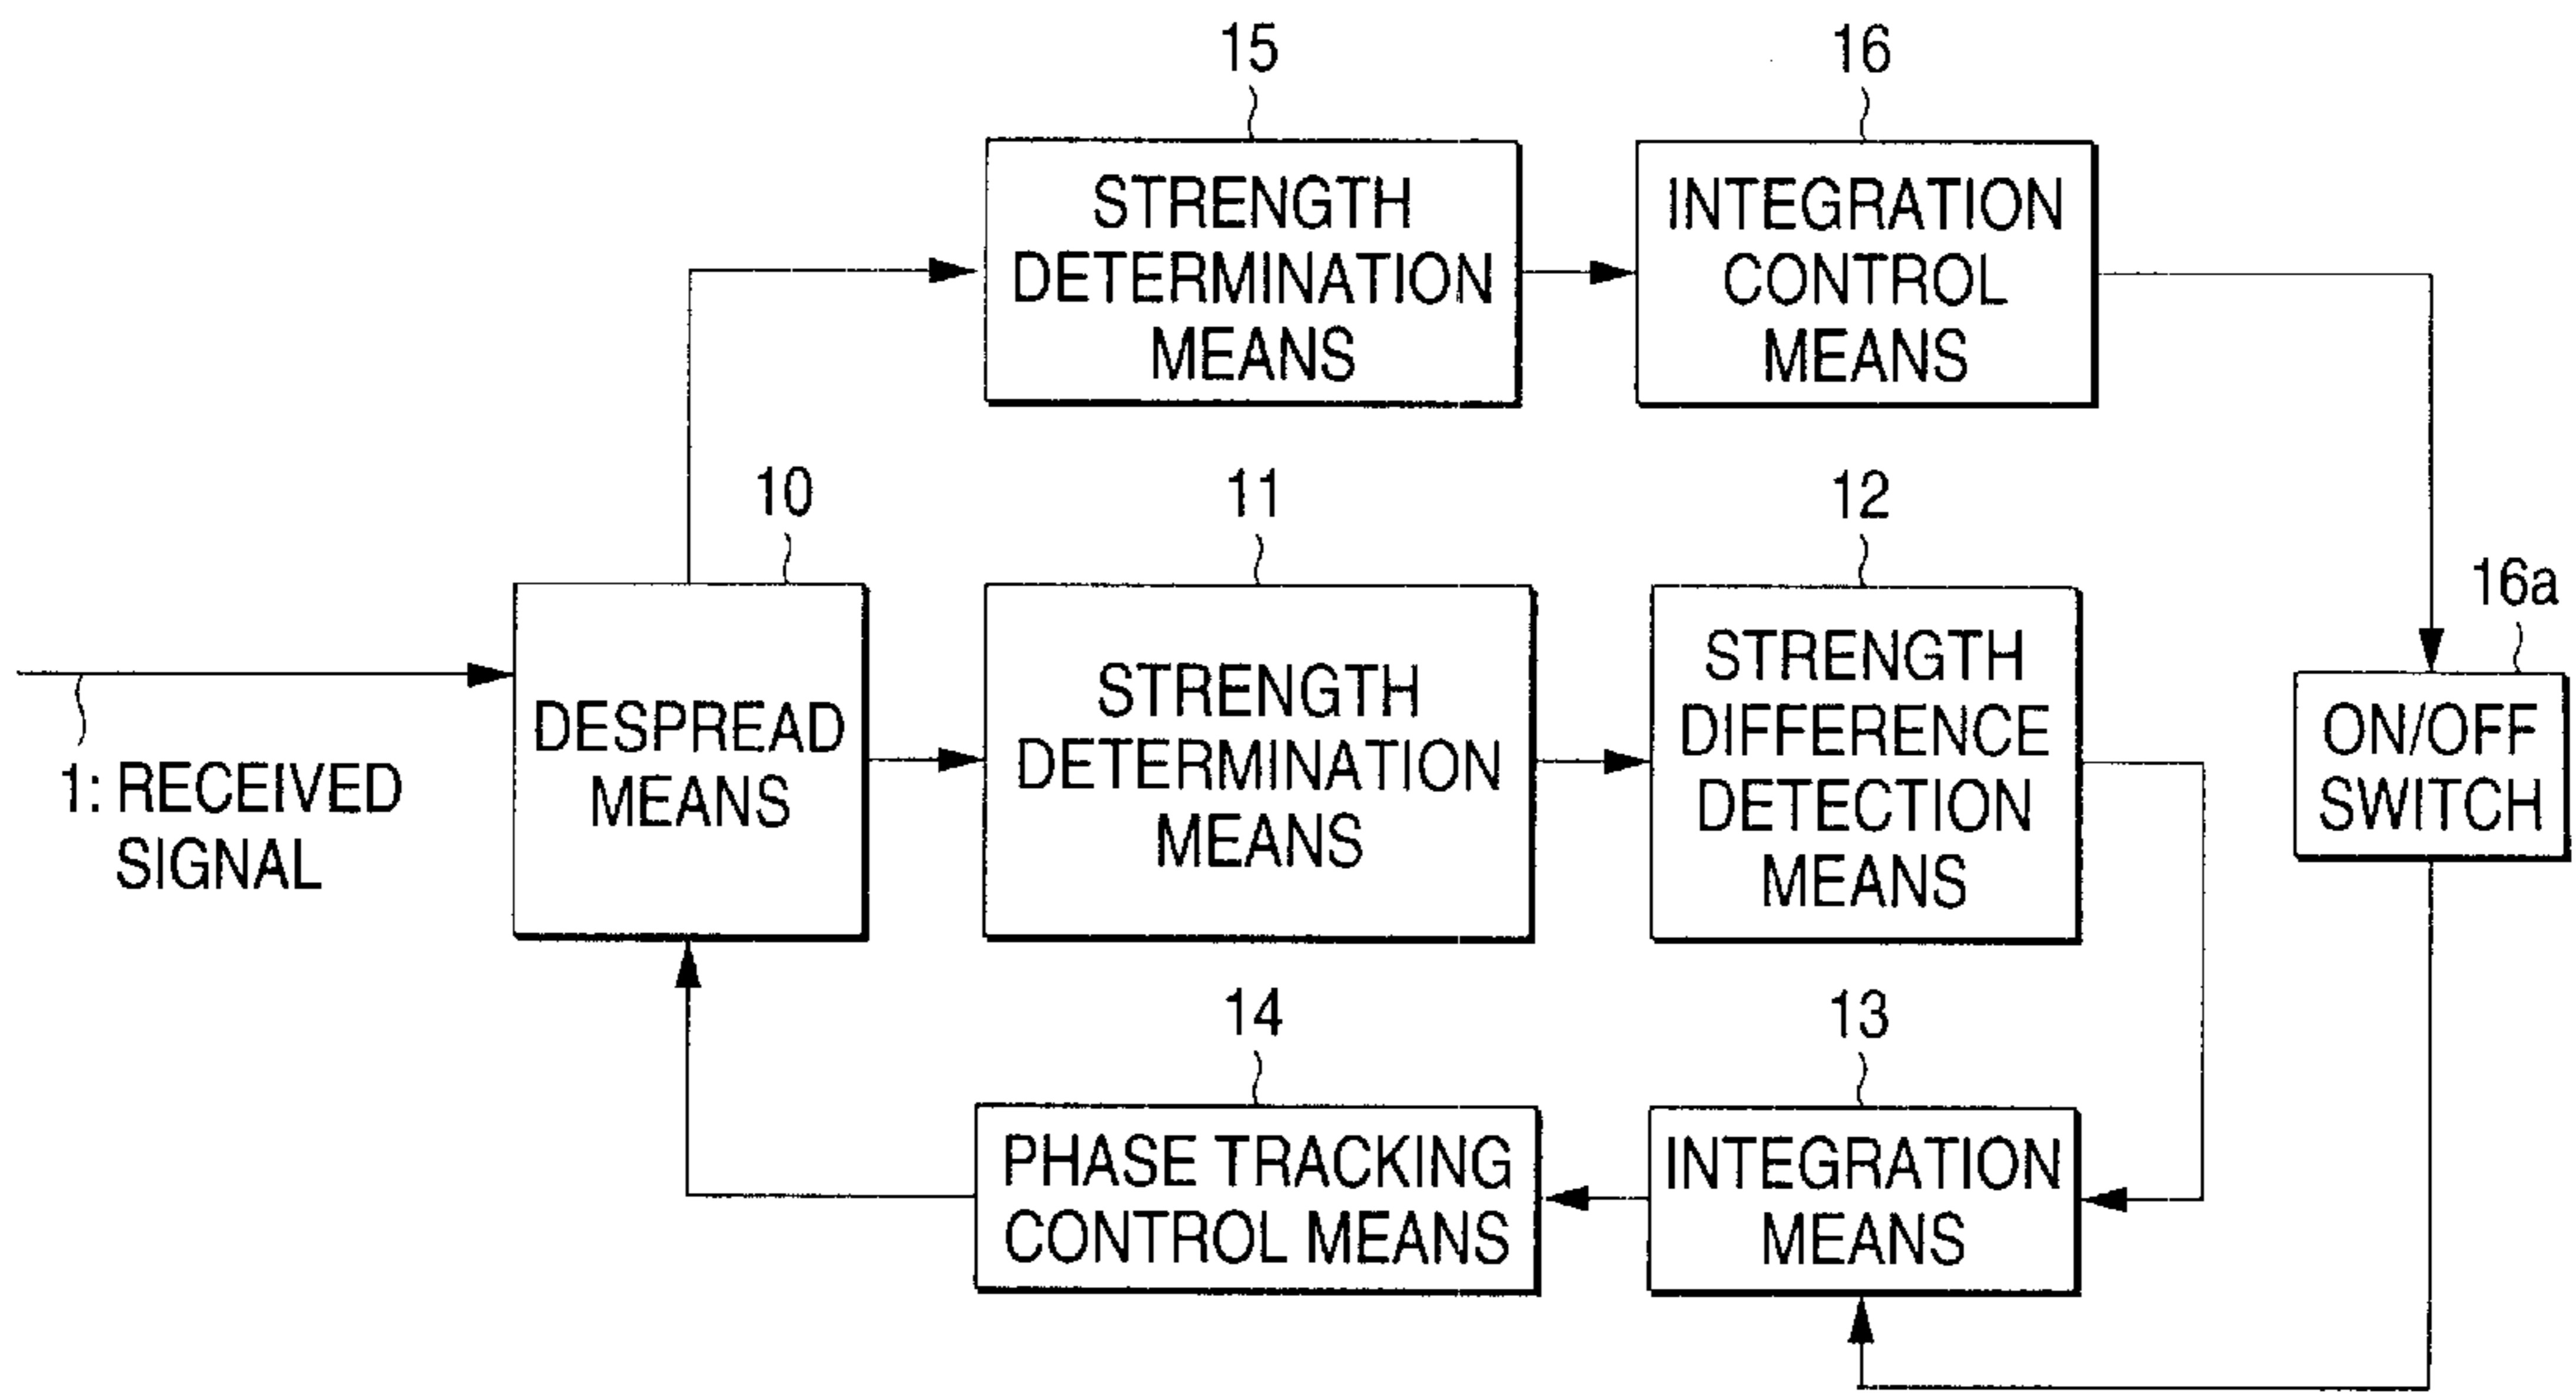 15
16
STRENGTH
DETERMINATION
MEANS
INTEGRATION
CONTROL
MEANS
10
11
12
16a
1: RECEIVED
SIGNAL
DESPREAD
MEANS
STRENGTH
DETERMINATION
MEANS
STRENGTH
DIFFERENCE
DETECTION
MEANS
ON/OFF
SWITCH
14
13
PHASE TRACKING
CONTROL MEANS
INTEGRATION
MEANS